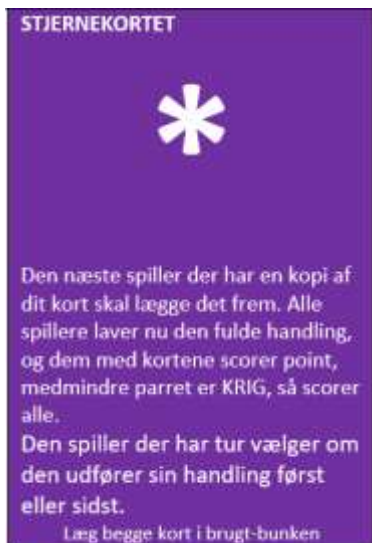 STJERNEKORTET
*
Den næste spiller der har en kopi af
dit kort skal lægge det frem. Alle
spillere laver nu den fulde handling,
og dem med kortene scorer point,
medmindre parret er KRIG, så scorer
alle.
Den spiller der har tur vælger om
den udfører sin handling først
eller sidst.
Læg begge kort i brugt-bunken